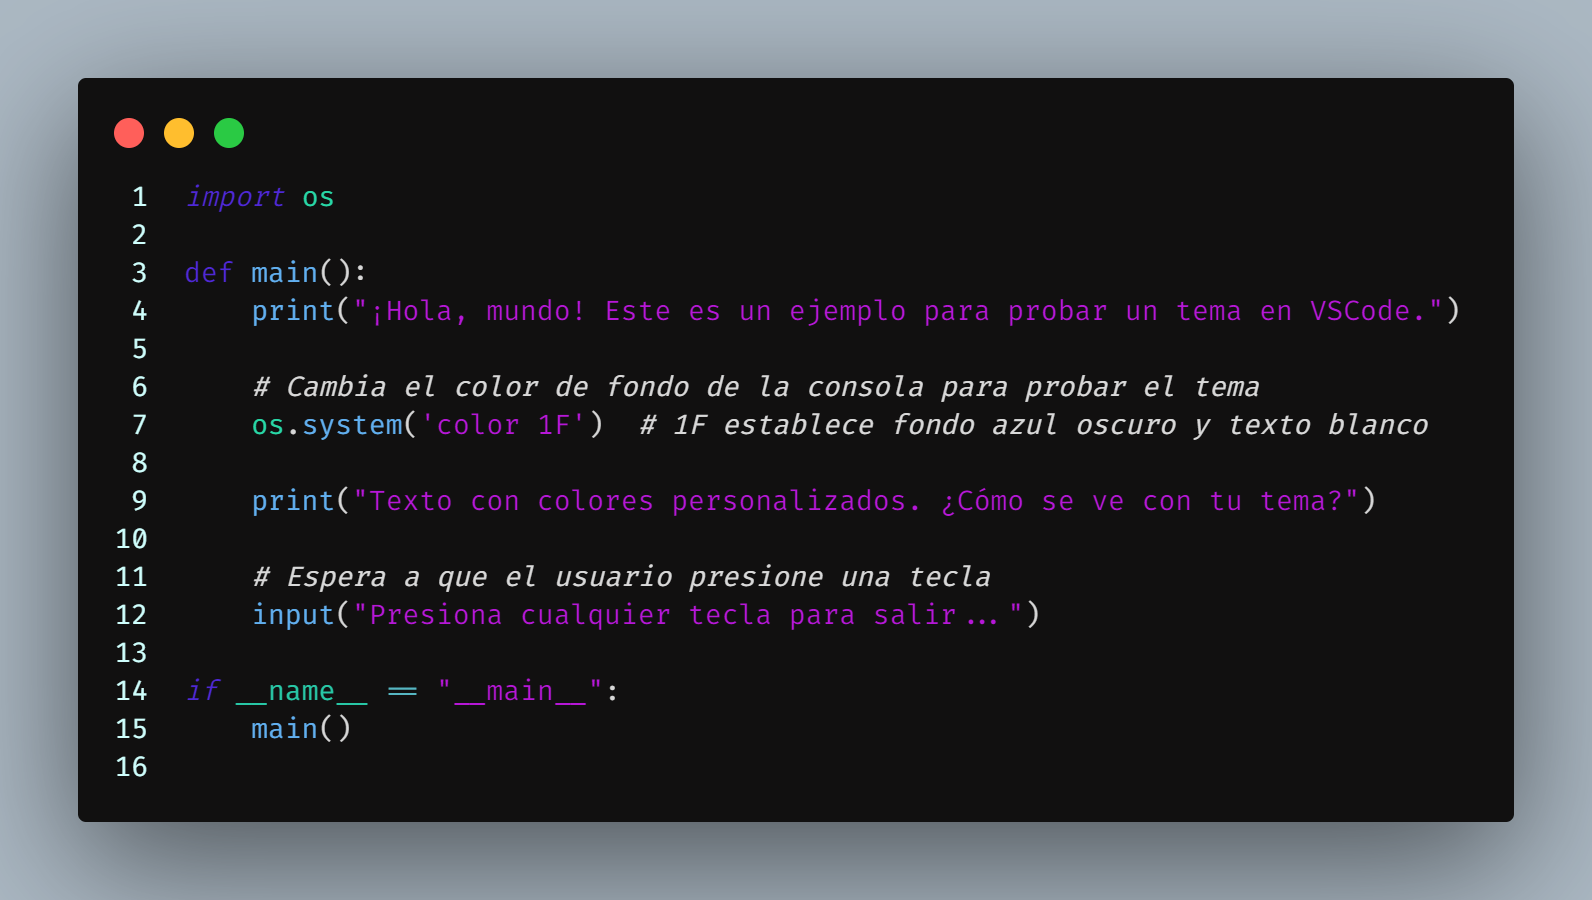 1 import os
2
3 def main():
4     print("¡Hola, mundo! Este es un ejemplo para probar un tema en VSCode.")
5
6     # Cambia el color de fondo de la consola para probar el tema
7     os.system('color 1F')  # 1F establece fondo azul oscuro y texto blanco
8
9     print("Texto con colores personalizados. ¿Cómo se ve con tu tema?")
10
11     # Espera a que el usuario presione una tecla
12     input("Presiona cualquier tecla para salir...")
13
14 if __name__ == "__main__":
15     main()
16